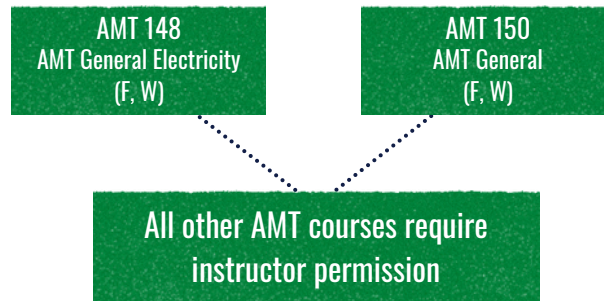 AMT 148
AMT General Electricity
(F, W)
AMT 150
AMT General
(F, W)
All other AMT courses require
instructor permission